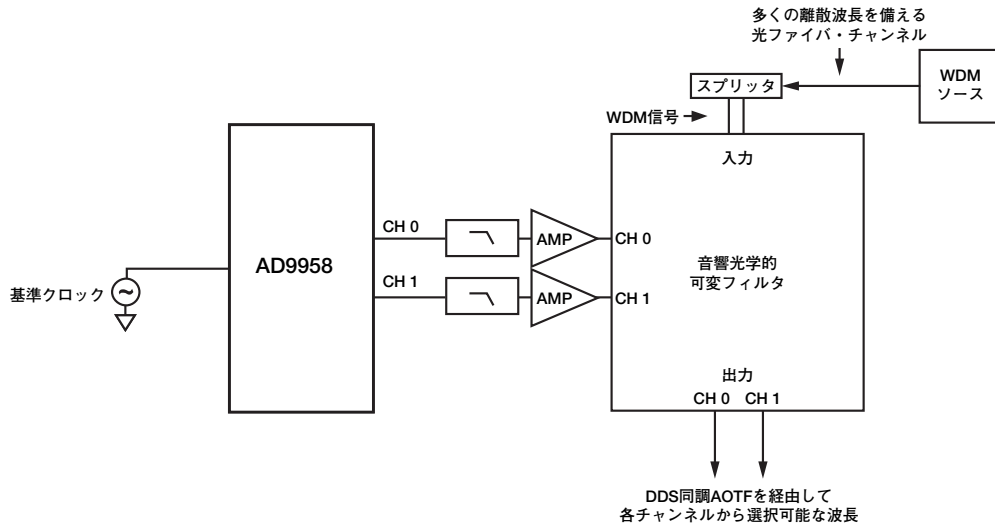 多くの離散波長を備える
光ファイバ・チャンネル
WDM
ソース
スプリッタ
WDM信号
入力
CH 0
CH 1
AD9958
AMP
AMP
CH 0
CH 1
音響光学的
可変フィルタ
基準クロック
出力
CH 0 CH 1
DDS同調AOTFを経由して
各チャンネルから選択可能な波長